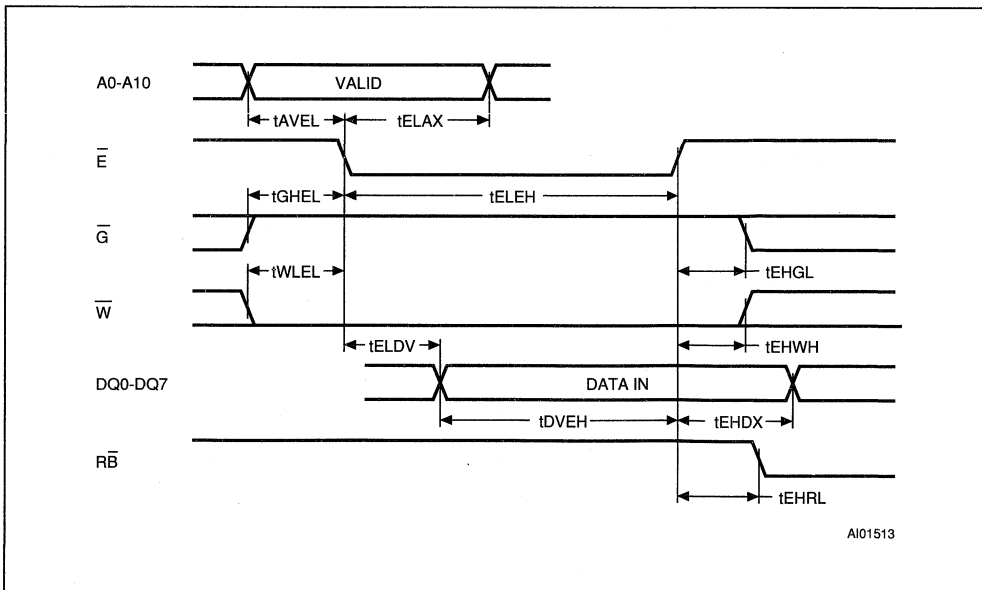 A0-A10 VALID
tAVEL tELAX
E̅
tGHEL tELEH
G̅
tWLEL tEHGL
W̅
tELDV tEHWH
DQ0-DQ7 DATA IN
tDVEH tEHDX
RB̅
tEHRL
AI01513